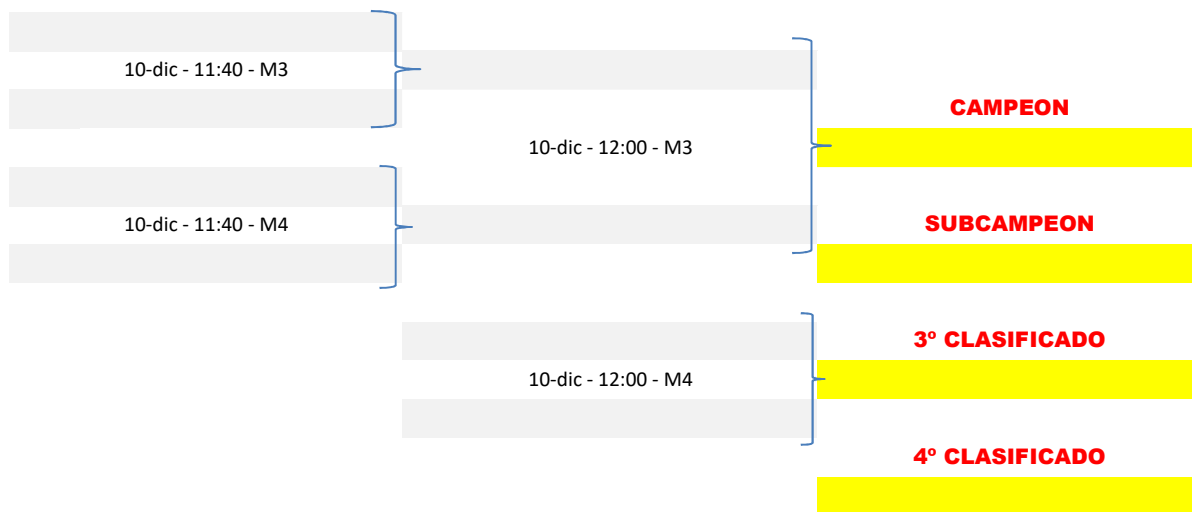 10-dic - 11:40 - M3
CAMPEON
10-dic - 12:00 - M3
10-dic - 11:40 - M4
SUBCAMPEON
3º CLASIFICADO
10-dic - 12:00 - M4
4º CLASIFICADO